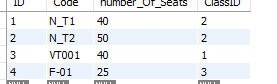 ID Code number_Of_Seats ClassID
1 N_T1 40 2
2 N_T2 50 2
3 VT001 40 1
4 F-01 25 3